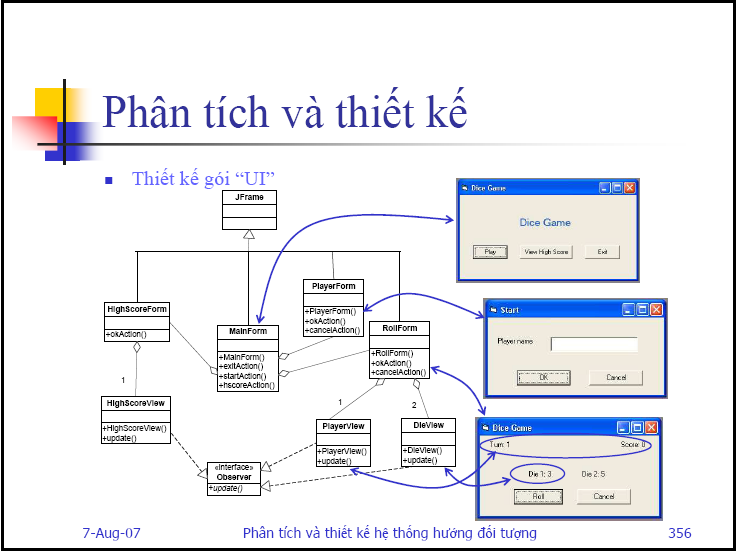 Phân tích và thiết kế
Thiết kế gói “UI”
JFrame
PlayerForm
+PlayerForm()
+okAction()
+cancelAction()
HighScoreForm
+okAction()
MainForm
+MainForm()
+exitAction()
+startAction()
+hscoreAction()
RollForm
+RollForm()
+okAction()
+cancelAction()
1
1
2
HighScoreView
+HighScoreView()
+update()
PlayerView
+PlayerView()
+update()
DieView
+DieView()
+update()
«interface»
Observer
+update()
Dice Game
Dice Game
Play
View High Score
Exit
Start
Player name
OK
Cancel
Dice Game
Turn: 1
Score: 0
Die 1: 3
Die 2: 5
Roll
Cancel
7-Aug-07
Phân tích và thiết kế hệ thống hướng đối tượng
356